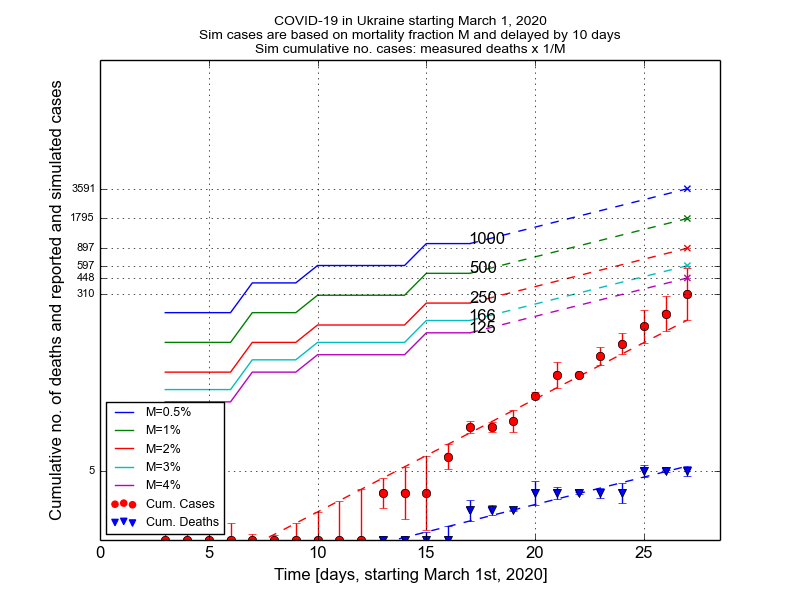 COVID-19 in Ukraine starting March 1, 2020
Sim cases are based on mortality fraction M and delayed by 10 days
Sim cumulative no. cases: measured deaths x 1/M
Cumulative no. of deaths and reported and simulated cases
3591
1795
897
597
448
310
5
1000
500
250
166
125
M=0.5%
M=1%
M=2%
M=3%
M=4%
Cum. Cases
Cum. Deaths
0 5 10 15 20 25
Time [days, starting March 1st, 2020]